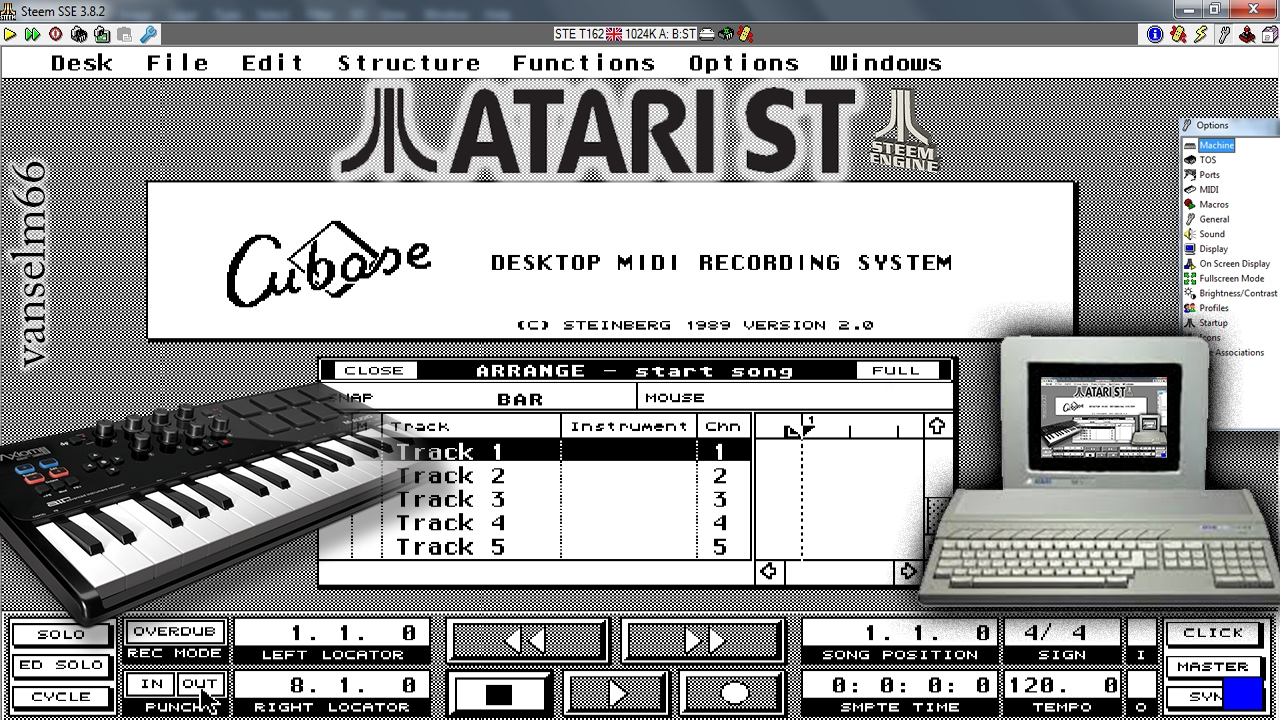 Steem SSE 3.8.2
STE T162 1024K A: B:ST
Desk File Edit Structure Functions Options Windows
ATARI ST
STEEM
ENGINE
vanselm66
Options
Machine
TOS
Ports
MIDI
Macros
General
Sound
Display
On Screen Display
Fullscreen Mode
Brightness/Contrast
Profiles
Startup
Associations
Cubase
DESKTOP MIDI RECORDING SYSTEM
(C) STEINBERG 1989 VERSION 2.0
CLOSE ARRANGE - start song FULL
BAR MOUSE
Track Instrument Chn
1
Track 1 1
Track 2 2
Track 3 3
Track 4 4
Track 5 5
AXIOM
SOLO OVERDUB 1. 1. 0 1. 1. 0 4/ 4 CLICK
REC MODE LEFT LOCATOR SONG POSITION SIGN I
ED SOLO MASTER
CYCLE IN OUT 8. 1. 0 0: 0: 0: 0 120. 0
RIGHT LOCATOR SMPTE TIME TEMPO O